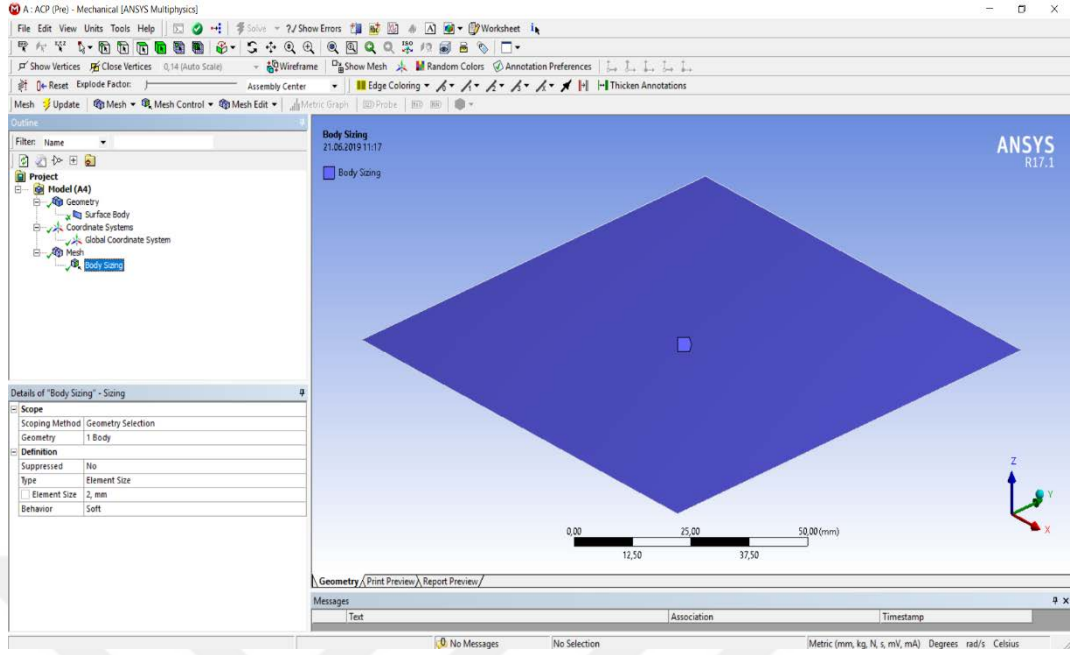 A : ACP (Pre) - Mechanical [ANSYS Multiphysics]
File Edit View Units Tools Help Solve ?/ Show Errors Worksheet
Show Vertices Close Vertices 0,14 (Auto Scale) Wireframe Show Mesh Random Colors Annotation Preferences
Reset Explode Factor: Assembly Center Edge Coloring Thicken Annotations
Mesh Update Mesh Mesh Control Mesh Edit Metric Graph Probe
Outline
Filter: Name
Project
Model (A4)
Geometry
Surface Body
Coordinate Systems
Global Coordinate System
Mesh
Body Sizing
Details of "Body Sizing" - Sizing
Scope
Scoping Method Geometry Selection
Geometry 1 Body
Definition
Suppressed No
Type Element Size
Element Size 2, mm
Behavior Soft
Body Sizing
21.06.2019 11:17
Body Sizing
ANSYS
R17.1
Z
Y
X
0,00 25,00 50,00 (mm)
12,50 37,50
Geometry Print Preview Report Preview
Messages
Text Association Timestamp
No Messages No Selection Metric (mm, kg, N, s, mV, mA) Degrees rad/s Celsius